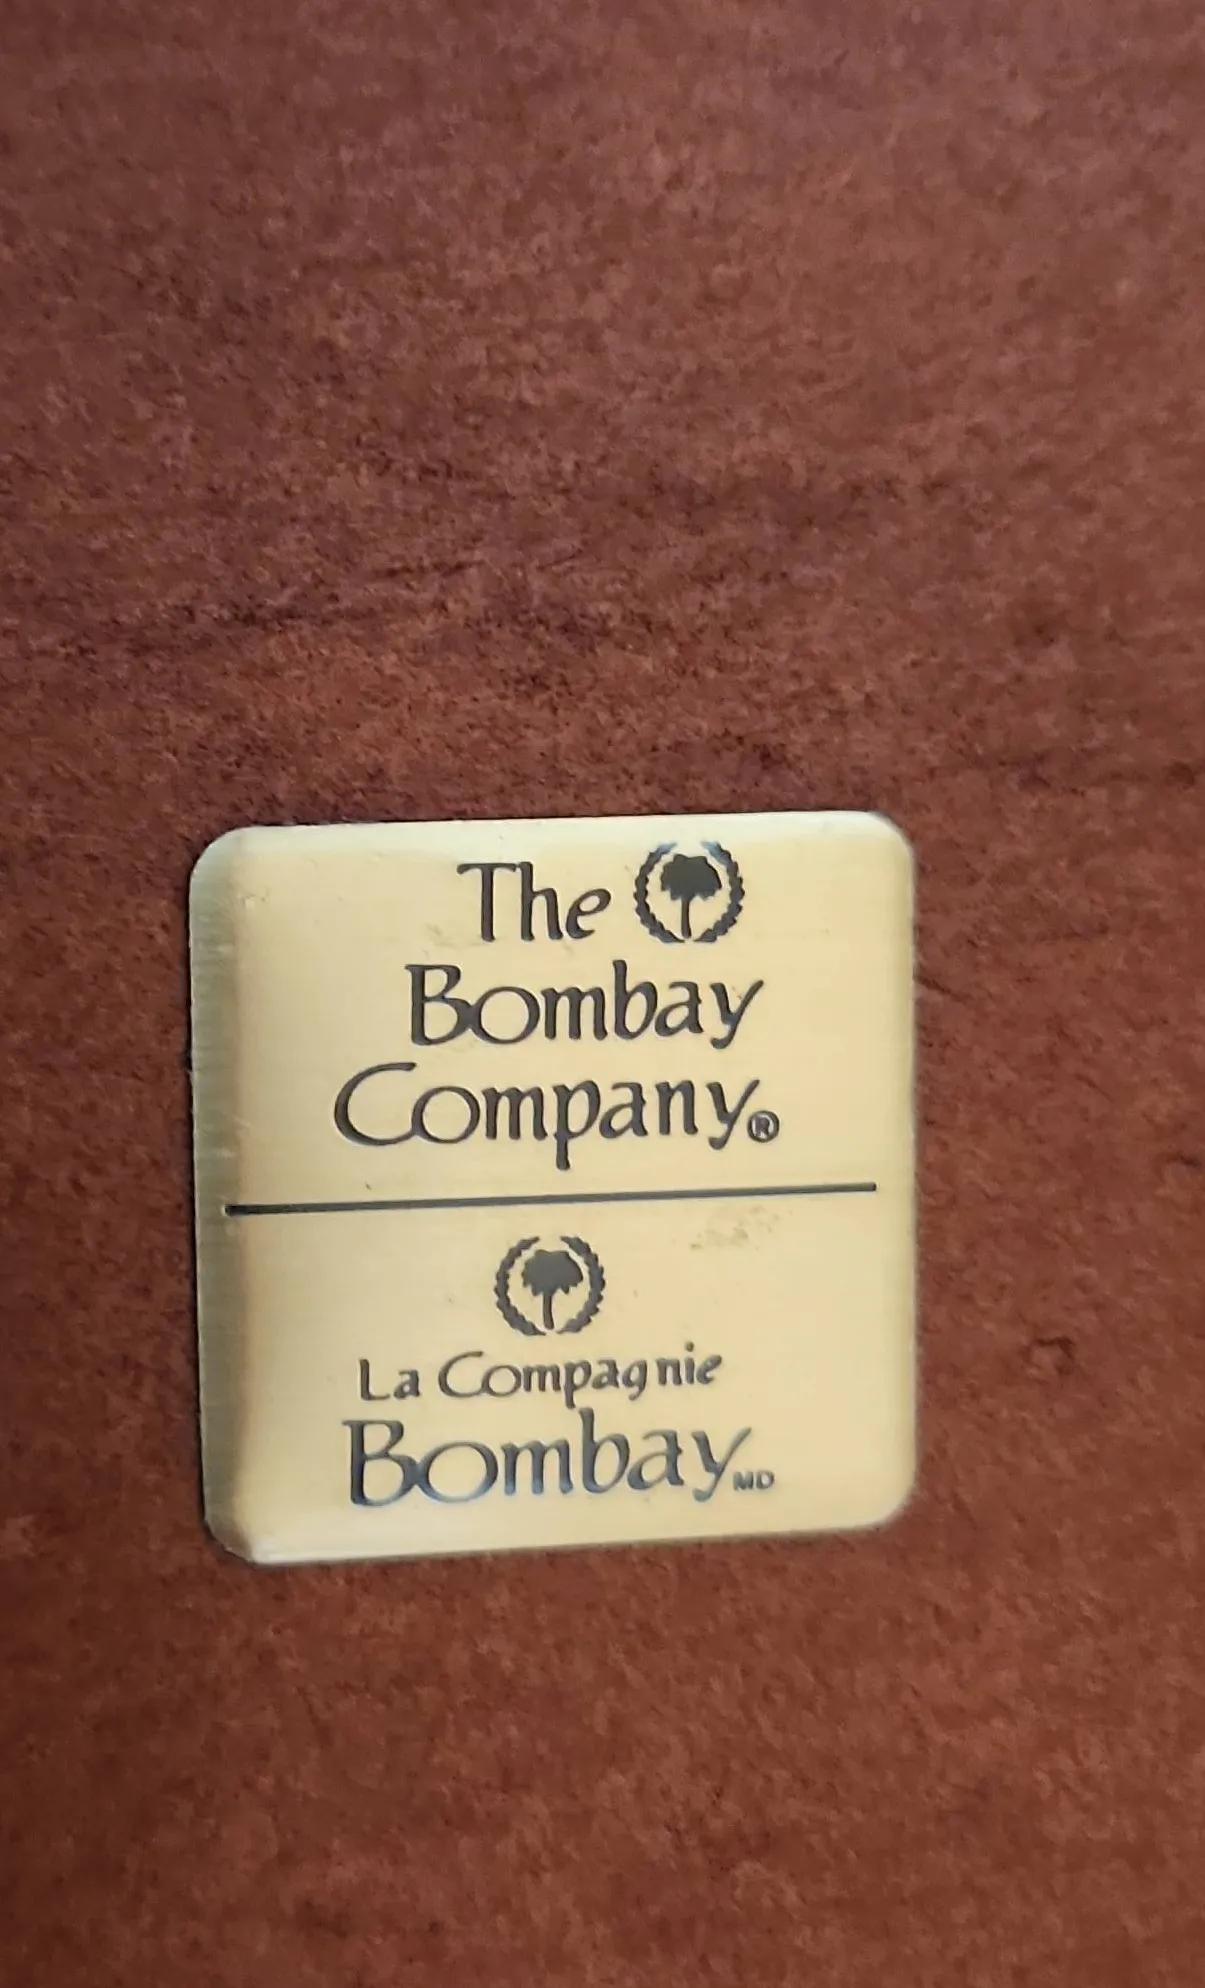 The
Bombay
Company®
La Compagnie
Bombay MD